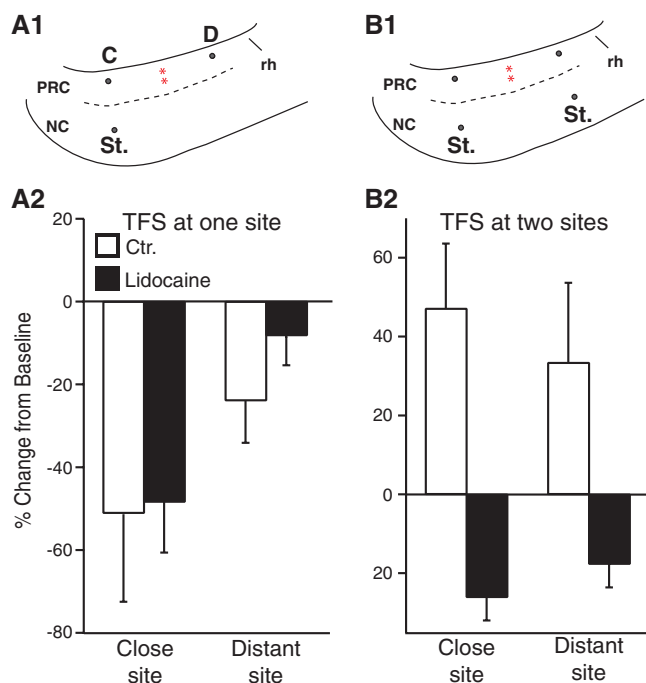 A1
C
D
rh
PRC
**
NC
St.
B1
rh
PRC
**
NC
St.
St.
A2
TFS at one site
Ctr.
Lidocaine
% Change from Baseline
20
0
-20
-40
-60
-80
Close site
Distant site
B2
TFS at two sites
60
40
20
0
20
Close site
Distant site